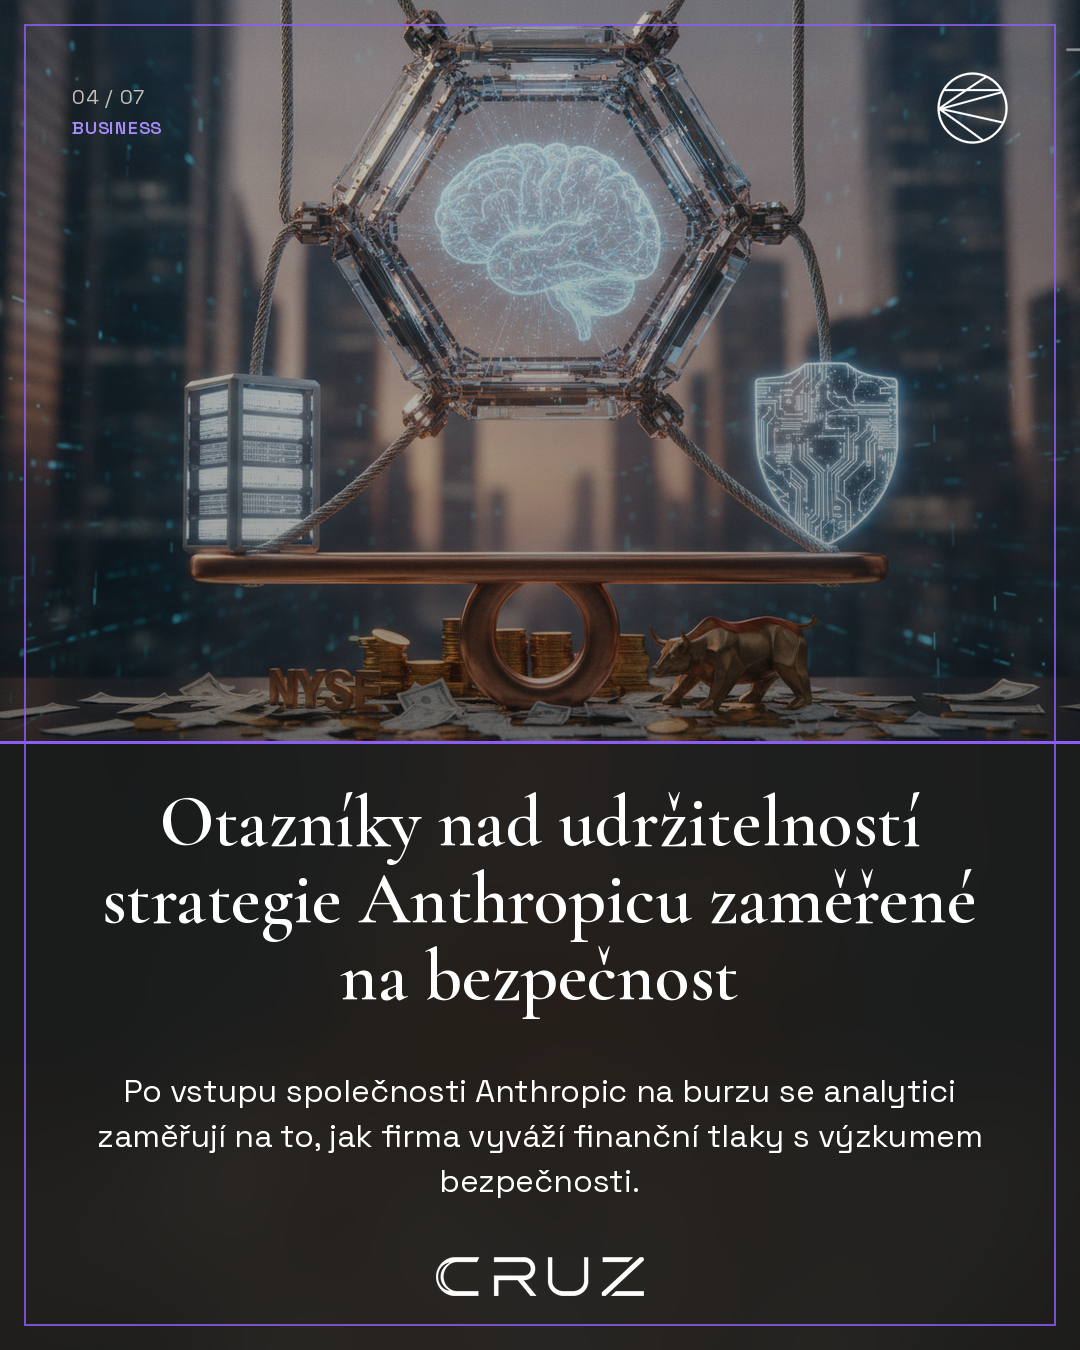 04 / 07
BUSINESS
NYSE
Otazníky nad udržitelností
strategie Anthropicu zaměřené
na bezpečnost
Po vstupu společnosti Anthropic na burzu se analytici
zaměřují na to, jak firma vyváží finanční tlaky s výzkumem
bezpečnosti.
CRUZ